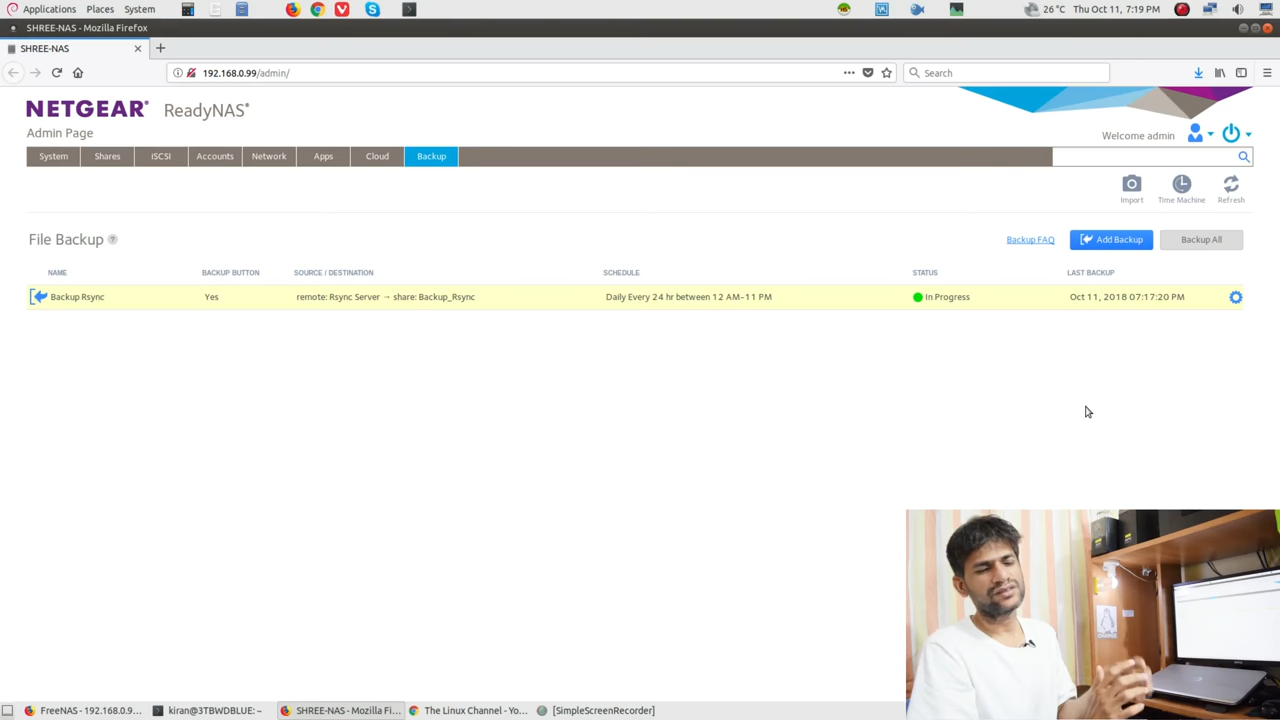 Applications Places System 26 °C Thu Oct 11, 7:19 PM
SHREE-NAS - Mozilla Firefox
SHREE-NAS
192.168.0.99/admin/ Search
NETGEAR® ReadyNAS®
Admin Page
Welcome admin
System Shares iSCSI Accounts Network Apps Cloud Backup
Import Time Machine Refresh
File Backup ? Backup FAQ Add Backup Backup All
NAME BACKUP BUTTON SOURCE / DESTINATION SCHEDULE STATUS LAST BACKUP
Backup Rsync Yes remote: Rsync Server → share: Backup_Rsync Daily Every 24 hr between 12 AM-11 PM In Progress Oct 11, 2018 07:17:20 PM
FreeNAS - 192.168.0.9... kiran@3TBWDBLUE: ~ SHREE-NAS - Mozilla Fi... The Linux Channel - Yo... [SimpleScreenRecorder]